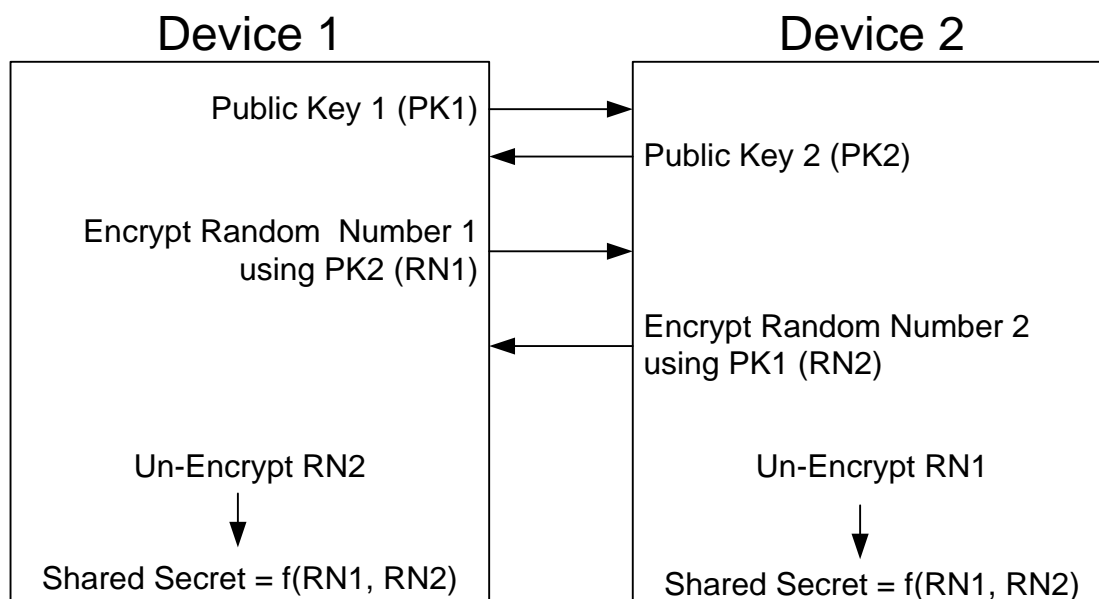 Device 1
Device 2
Public Key 1 (PK1)
Public Key 2 (PK2)
Encrypt Random Number 1
using PK2 (RN1)
Encrypt Random Number 2
using PK1 (RN2)
Un-Encrypt RN2
Un-Encrypt RN1
Shared Secret = f(RN1, RN2)
Shared Secret = f(RN1, RN2)